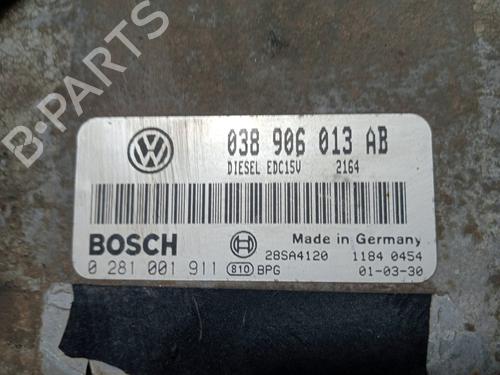 038 906 013 AB
DIESEL EDC15V 2164
BOSCH Made in Germany
28SA4120 1184 0454
0 281 001 911 810 BPG 01-03-30
B-PARTS